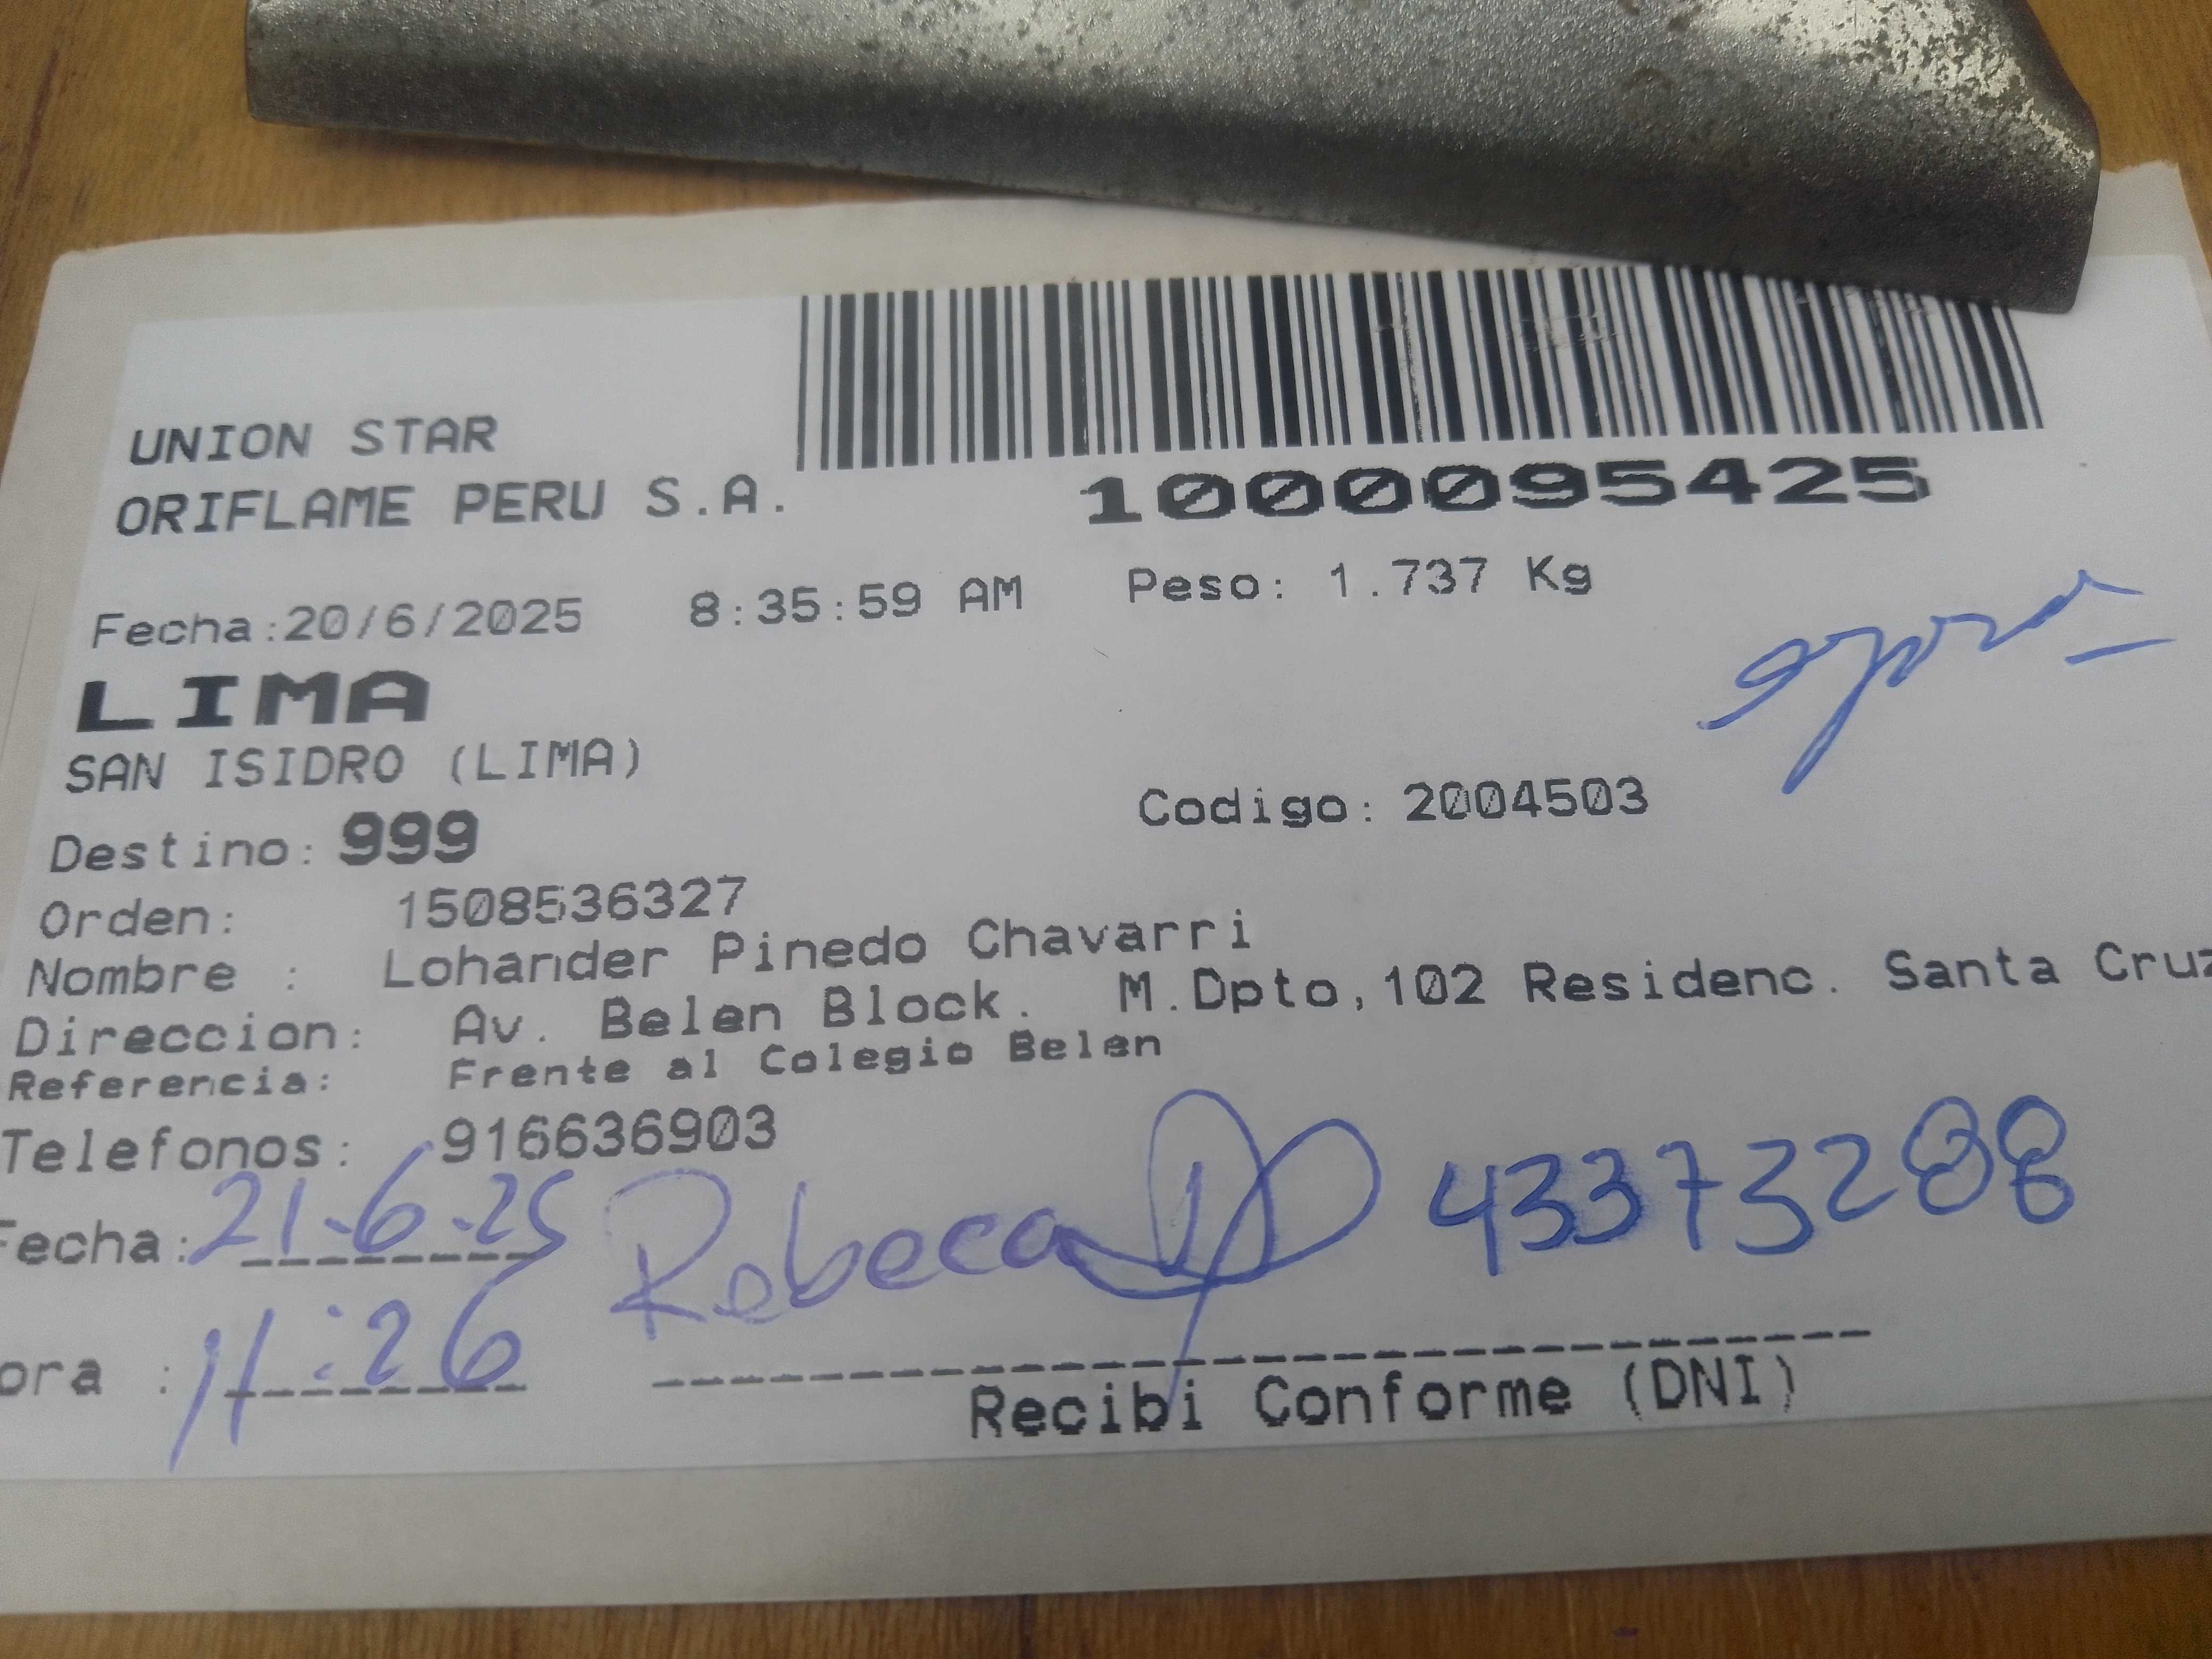 UNION STAR
ORIFLAME PERU S.A.
1000095425
Fecha:20/6/2025 8:35:59 AM Peso: 1.737 Kg
LIMA
SAN ISIDRO (LIMA)
Destino: 999 Codigo: 2004503
Orden: 1508536327
Nombre : Lohander Pinedo Chavarri
Direccion: Av. Belen Block. M.Dpto,102 Residenc. Santa Cruz
Referencia: Frente al Colegio Belen
Telefonos: 916636903
Fecha: 21-6-25 Rebeca 43373288
ora : 11:26
Recibi Conforme (DNI)